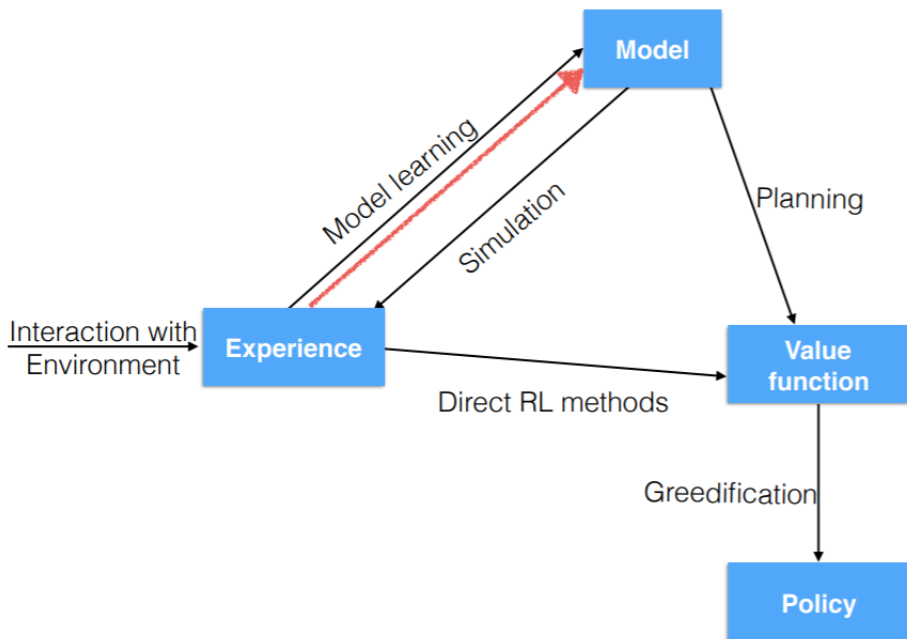 Model
Model learning
Simulation
Planning
Interaction with
Environment
Experience
Value
function
Direct RL methods
Greedification
Policy